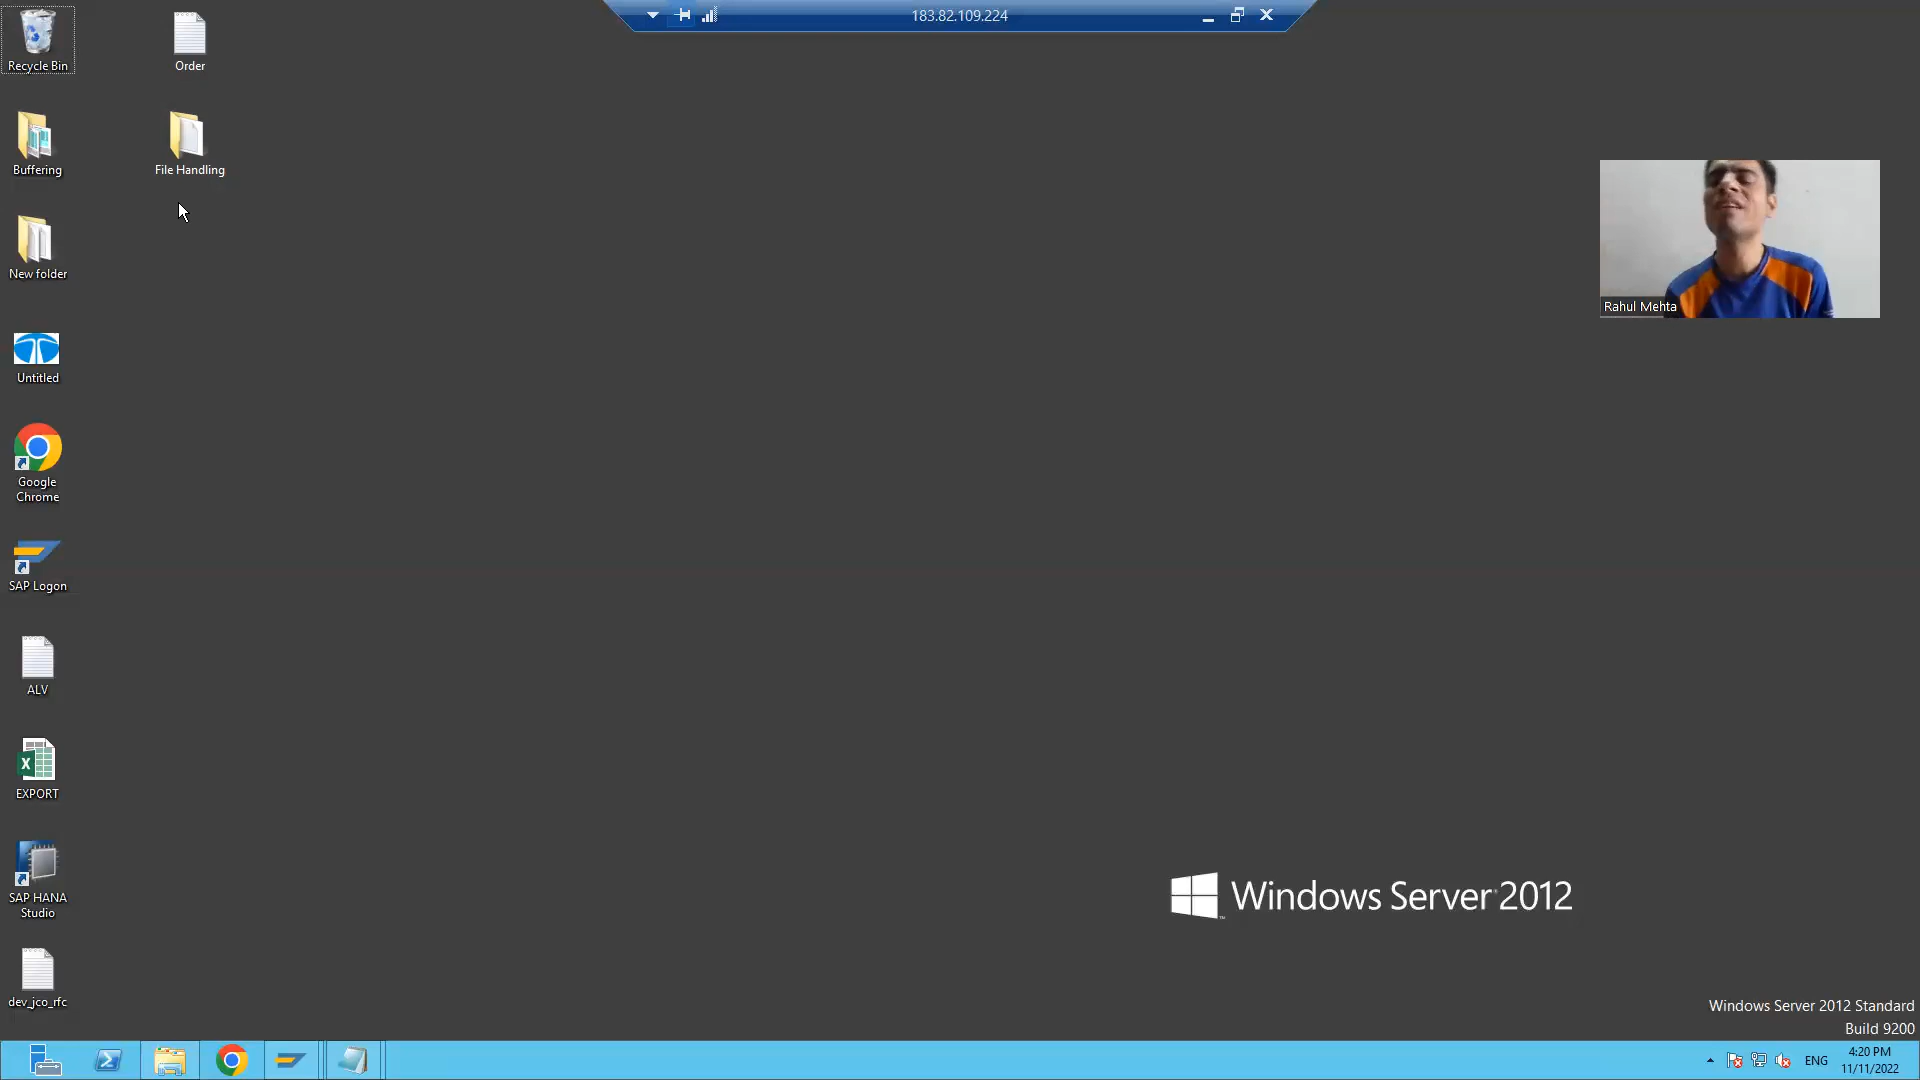 183.82.109.224
Recycle Bin
Order
Buffering
File Handling
New folder
Rahul Mehta
Untitled
Google
Chrome
SAP Logon
ALV
EXPORT
SAP HANA
Studio
dev_jco_rfc
Windows Server 2012
Windows Server 2012 Standard
Build 9200
ENG
4:20 PM
11/11/2022